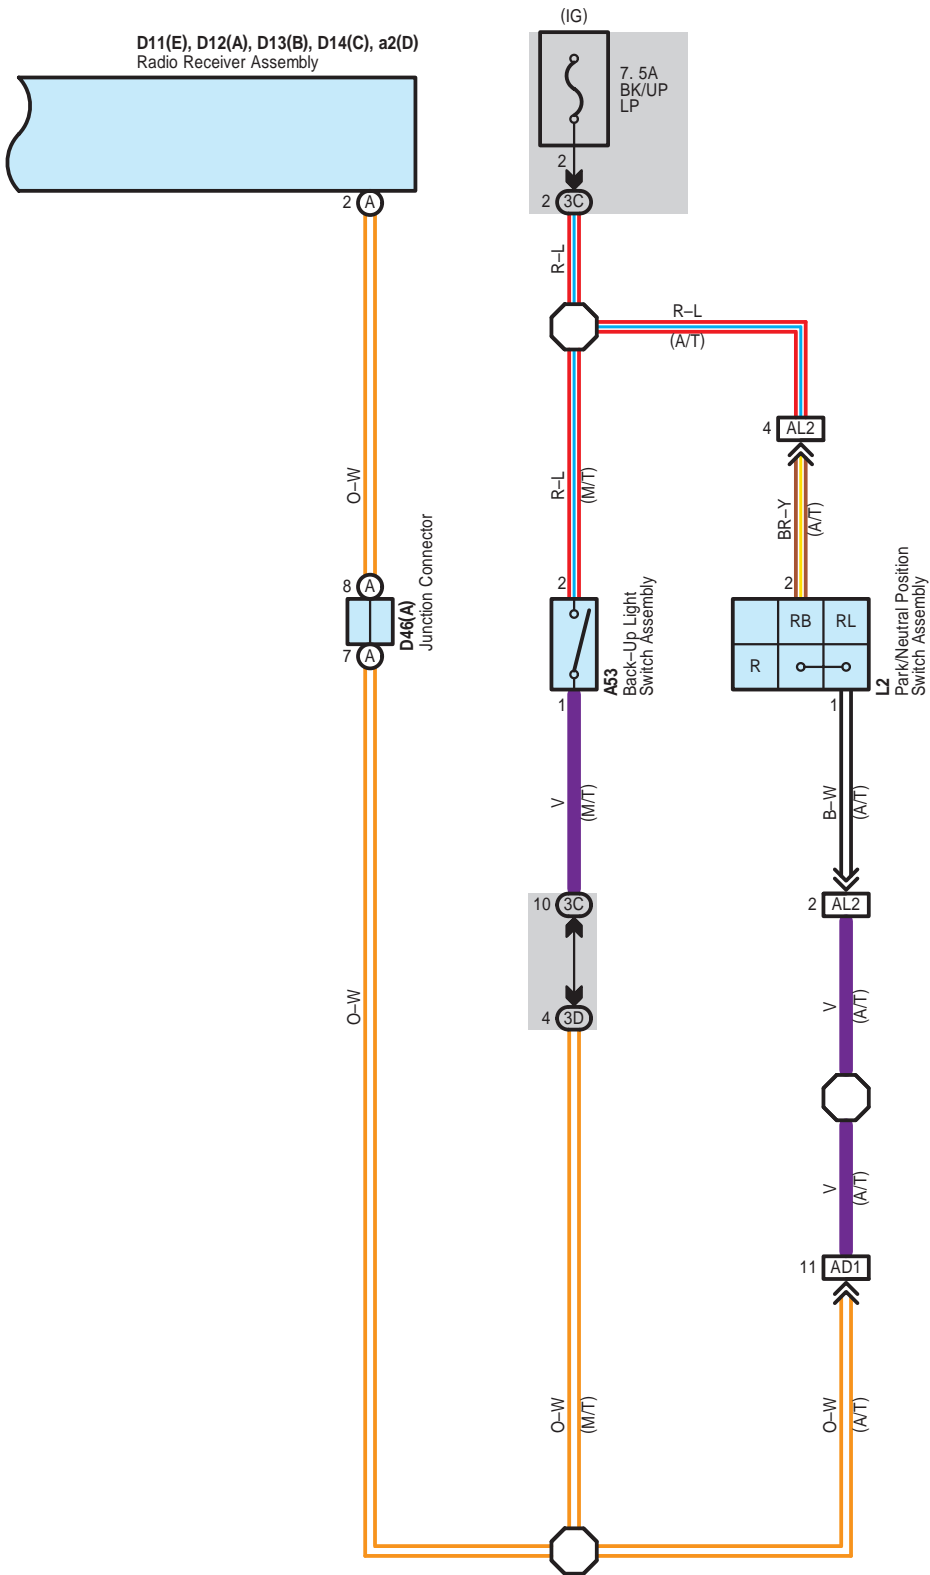 (IG)
D11(E), D12(A), D13(B), D14(C), a2(D)
Radio Receiver Assembly
7. 5A
BK/UP
LP
2
2 3C
2 A
R–L
R–L
(A/T)
4 AL2
O–W
R–L
(M/T)
BR–Y
(A/T)
8 A
D46(A)
Junction Connector
7 A
2
A53
Back–Up Light
Switch Assembly
1
2
RB RL
R
L2
Park/Neutral Position
Switch Assembly
1
V
(M/T)
B–W
(A/T)
10 3C
2 AL2
O–W
4 3D
V
(A/T)
V
(A/T)
11 AD1
O–W
(M/T)
O–W
(A/T)